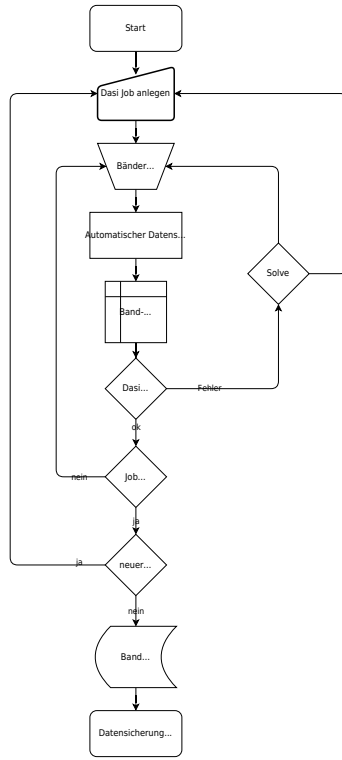 Start
Dasi Job anlegen
Bänder...
Automatischer Datens...
Solve
Band-...
Dasi...
Fehler
ok
nein
Job...
ja
ja
neuer...
nein
Band...
Datensicherung...